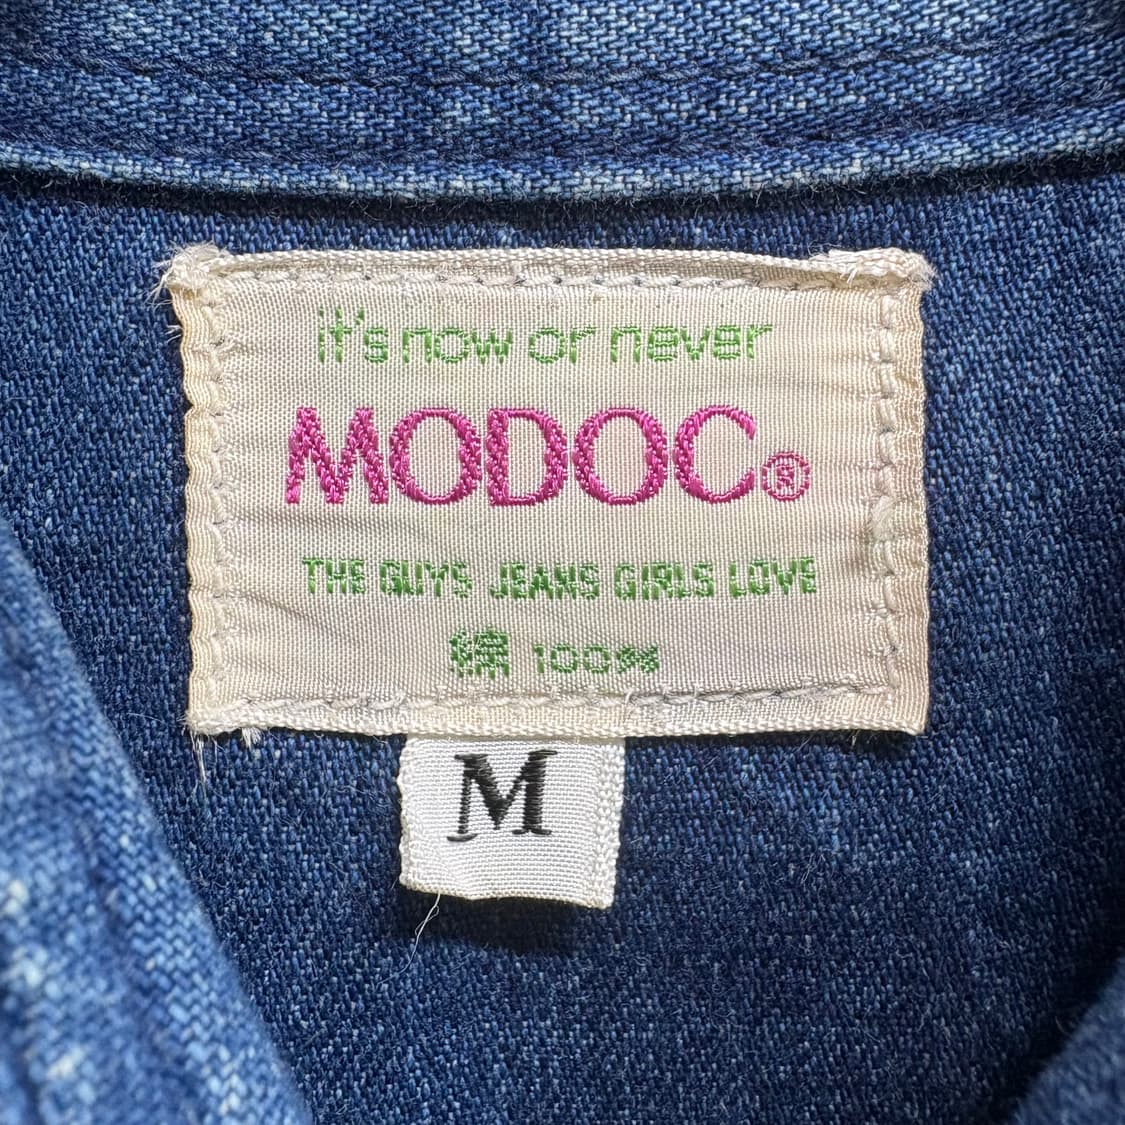 it's now or never
MODOC®
THE GUYS JEANS GIRLS LOVE
綿 100%
M